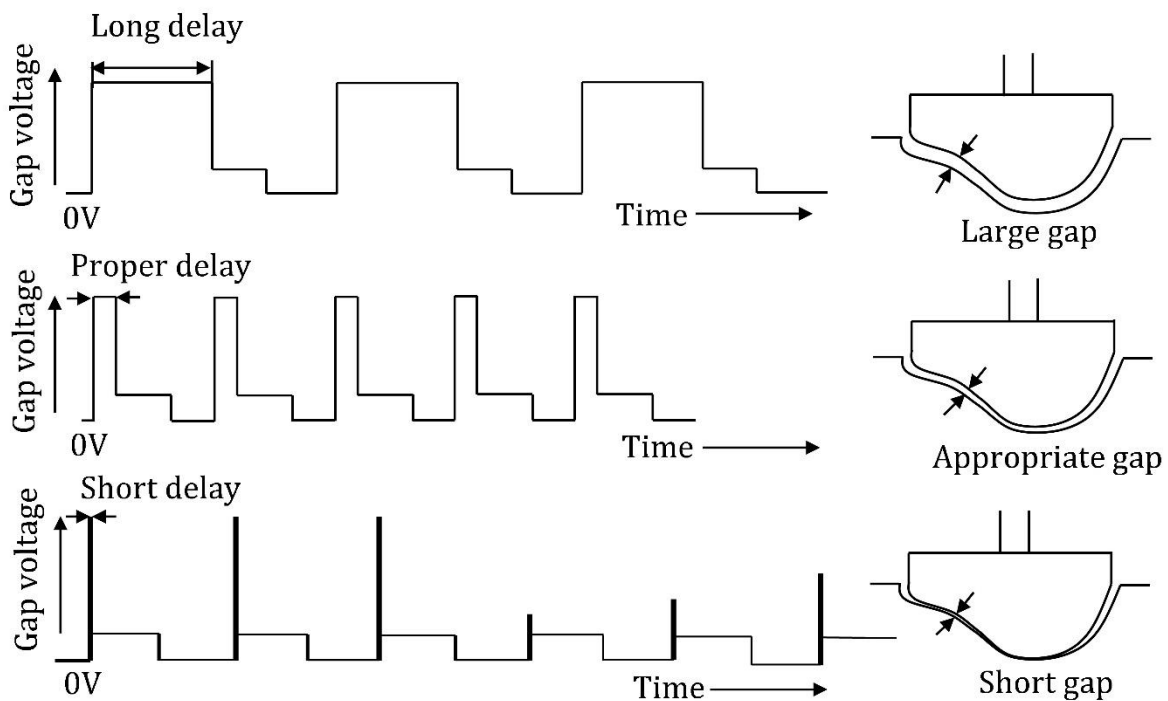 Long delay
Gap voltage
0V
Time
Large gap
Proper delay
Gap voltage
0V
Time
Appropriate gap
Short delay
Gap voltage
0V
Time
Short gap